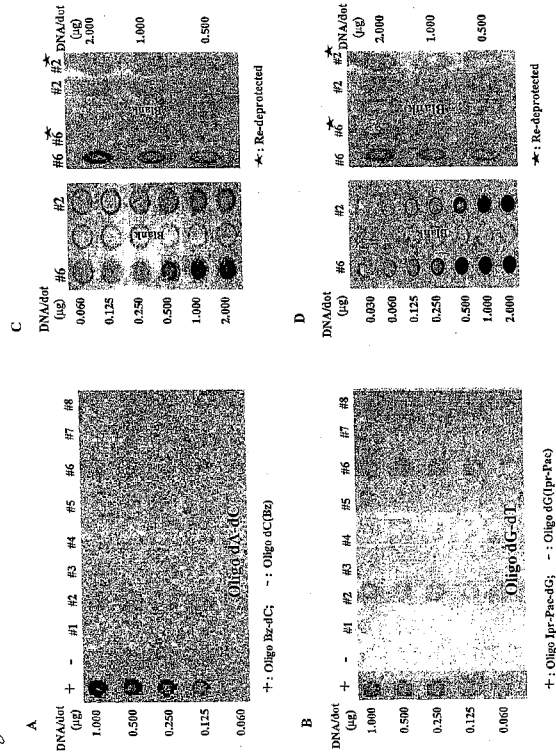 A
DNA/dot
(µg)
+ - #1 #2 #3 #4 #5 #6 #7 #8
1.000
0.500
0.250
0.125
0.060
Oligo dA-dC
+: Oligo Bz-dC; -: Oligo dC(Bz)
B
DNA/dot
(µg)
+ - #1 #2 #3 #4 #5 #6 #7 #8
1.000
0.500
0.250
0.125
0.060
Oligo dG-dT
+: Oligo Ipr-Pac-dG; -: Oligo dG(Ipr-Pac)
C
DNA/dot
(µg)
#6 #2
0.060
0.125
0.250
0.500
1.000
2.000
Blank
#6 #6★ #2 #2★
DNA/dot
(µg)
2.000
1.000
0.500
Blank
★: Re-deprotected
D
DNA/dot
(µg)
#6 #2
0.030
0.060
0.125
0.250
0.500
1.000
2.000
Blank
#6 #6★ #2 #2★
DNA/dot
(µg)
2.000
1.000
0.500
Blank
★: Re-deprotected